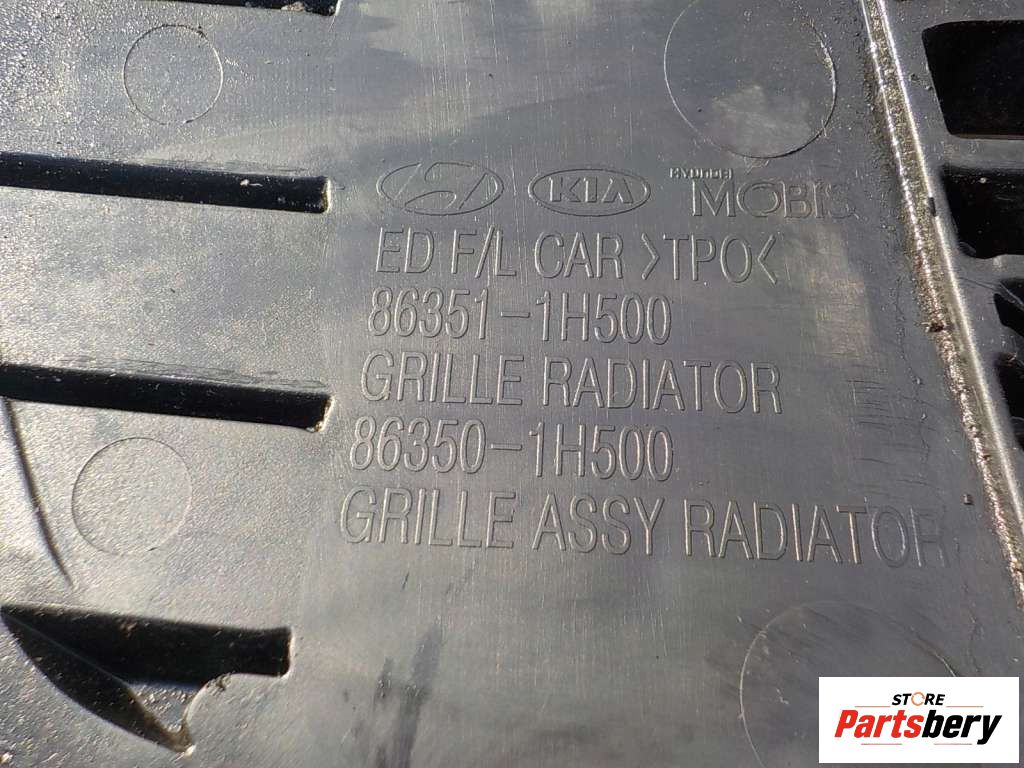 KIA HYUNDAI MOBIS
ED F/L CAR >TPO<
86351-1H500
GRILLE RADIATOR
86350-1H500
GRILLE ASSY RADIATOR
STORE
Partsbery